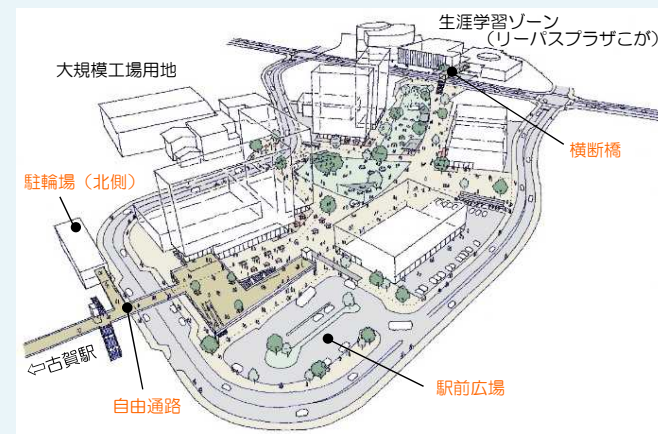 生涯学習ゾーン
（リーパスプラザこが）
大規模工場用地
横断橋
駐輪場（北側）
⇦古賀駅
駅前広場
自由通路